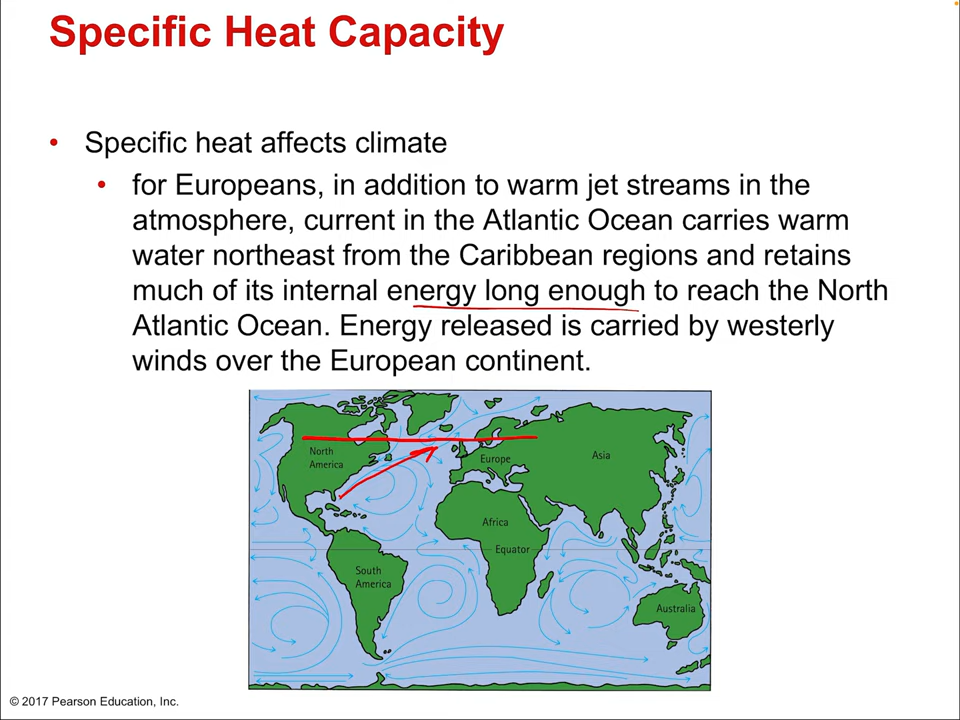 Specific Heat Capacity
• Specific heat affects climate
• for Europeans, in addition to warm jet streams in the
atmosphere, current in the Atlantic Ocean carries warm
water northeast from the Caribbean regions and retains
much of its internal energy long enough to reach the North
Atlantic Ocean. Energy released is carried by westerly
winds over the European continent.
North
America
Europe
Asia
Africa
Equator
South
America
Australia
© 2017 Pearson Education, Inc.